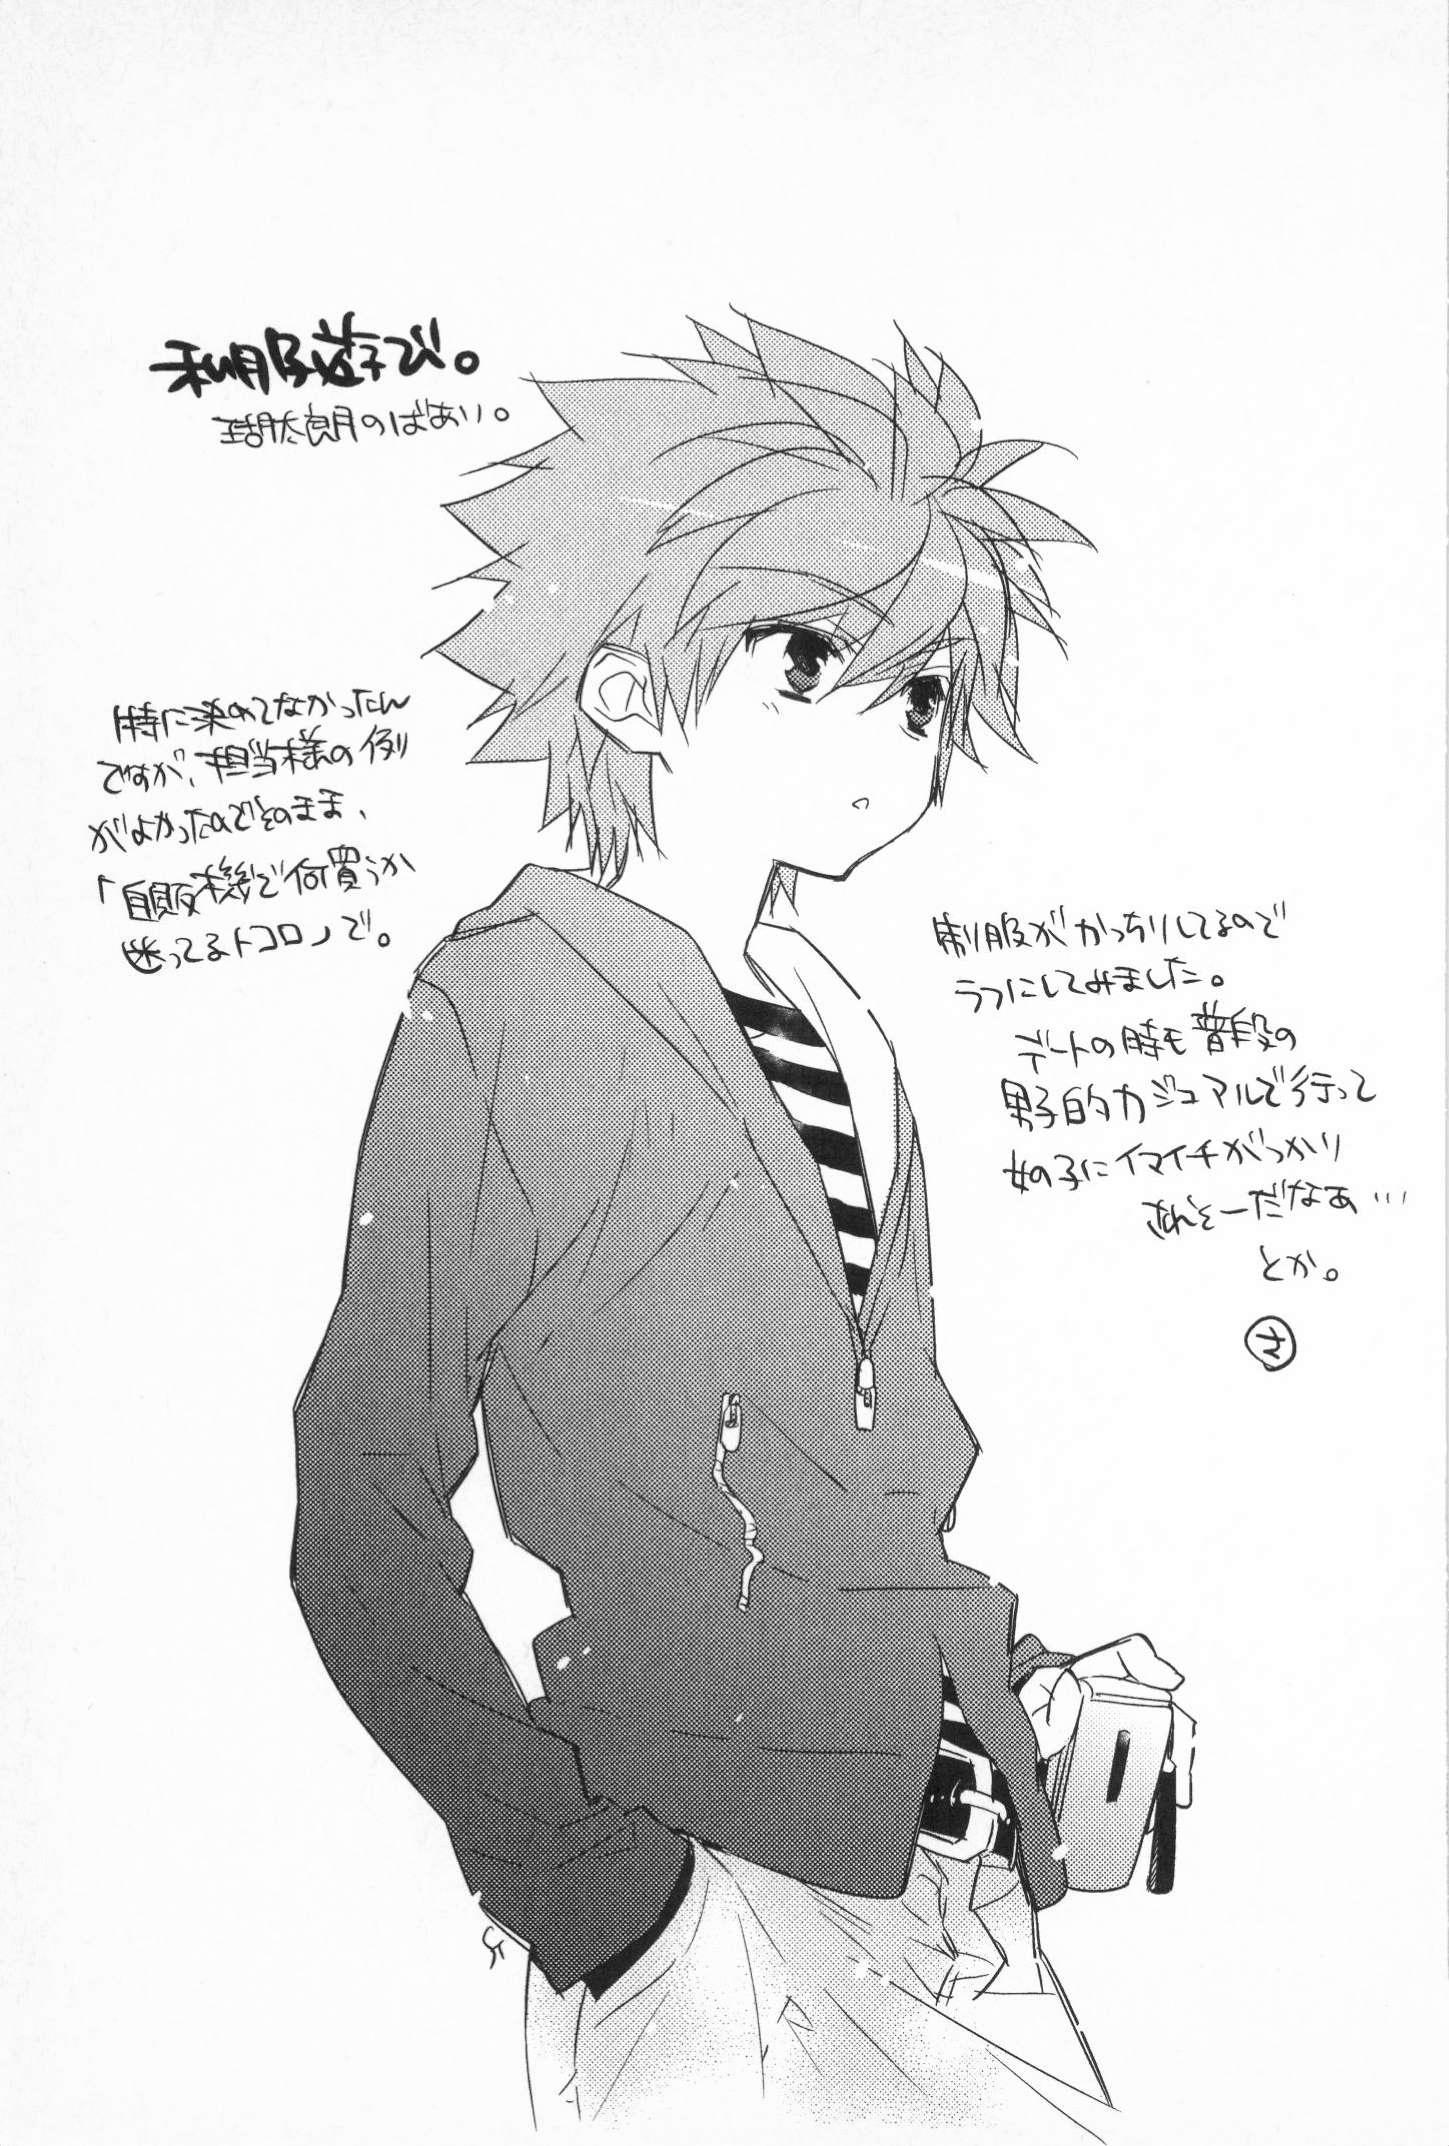 私服遊び。
瑚太朗のばあい。
特に決めてなかったん
ですが、担当様の例
がよかったのでそのまま、
「自販機で何買うか
迷ってるトコロ」で。
制服がかっちりしてるので
ラフにしてみました。
デートの時も普段の
男子的カジュアルで行って
女の子にイマイチがっかり
されそーだなあ…
とか。
さ